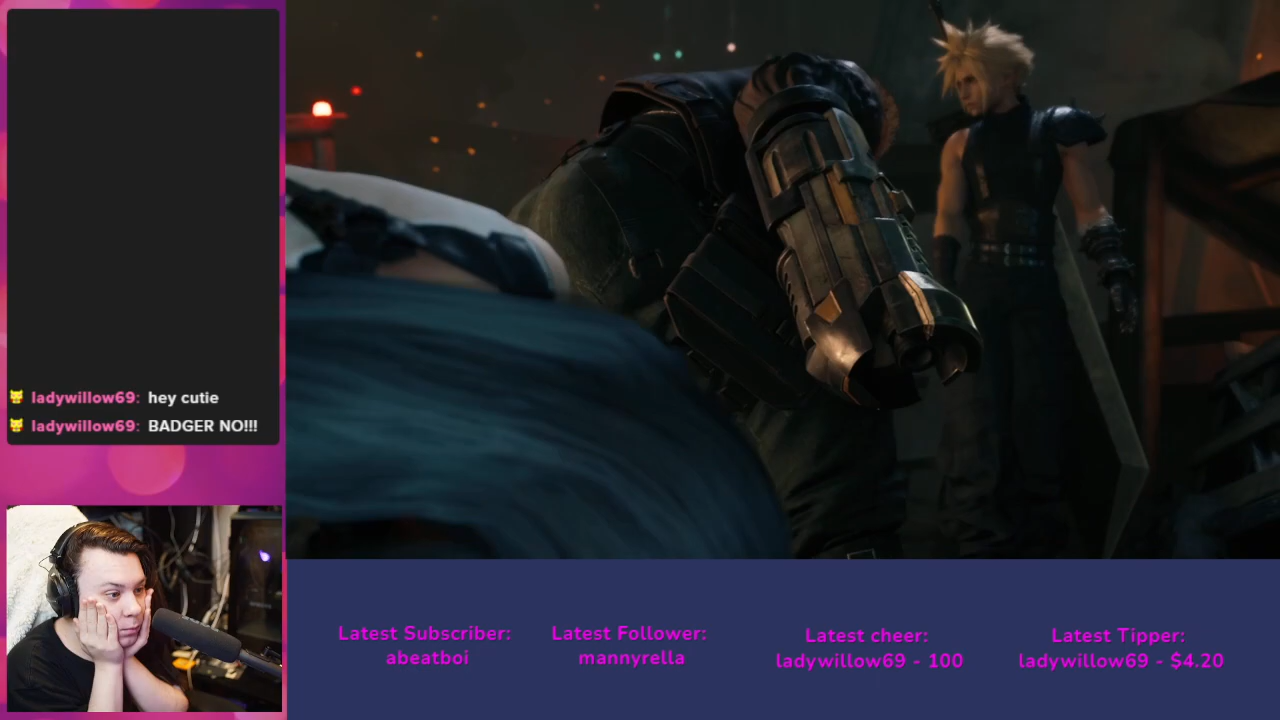 ladywillow69: hey cutie
ladywillow69: BADGER NO!!!
Latest Subscriber:
abeatboi
Latest Follower:
mannyrella
Latest cheer:
ladywillow69 - 100
Latest Tipper:
ladywillow69 - $4.20